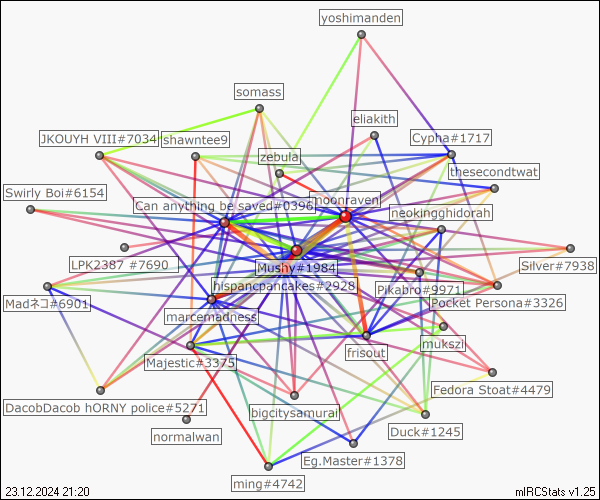 yoshimanden
somass
eliakith
JKOUYH VIII#7034
shawntee9
Cypha#1717
zebula
thesecondtwat
Swirly Boi#6154
Can anything be saved#0396
moonraven
neokingghidorah
LPK2387 #7690
Mushy#1984
Silver#7938
hispancpancakes#2928
Pikabro#9971
Madネコ#6901
Pocket Persona#3326
marcemadness
mukszl
frisout
Majestic#3375
Fedora Stoat#4479
DacobDacob hORNY police#5271
bigcitysamurai
normalwan
Duck#1245
Eg.Master#1378
ming#4742
23.12.2024 21:20
mIRCStats v1.25